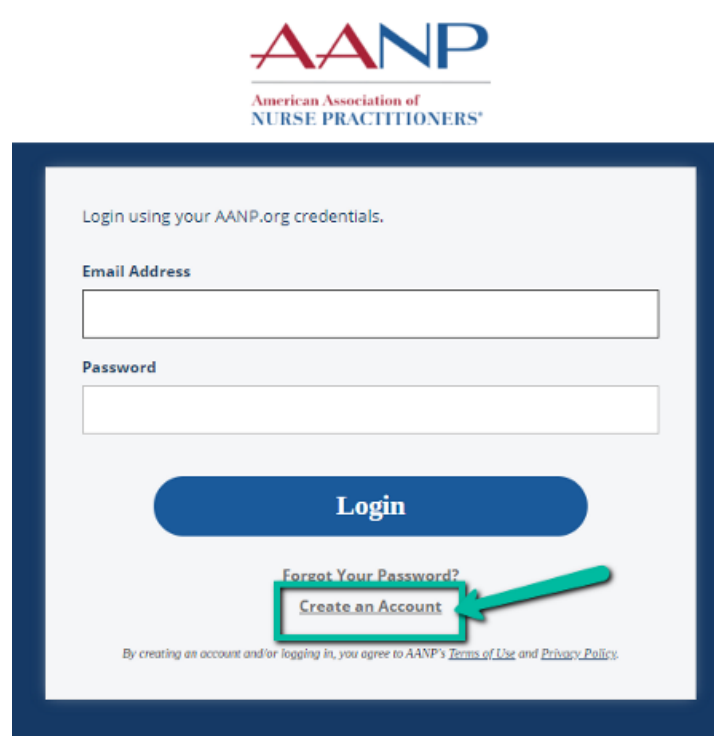 AANP
American Association of
NURSE PRACTITIONERS®
Login using your AANP.org credentials.
Email Address
Password
Login
Forgot Your Password?
Create an Account
By creating an account and/or logging in, you agree to AANP's Terms of Use and Privacy Policy.